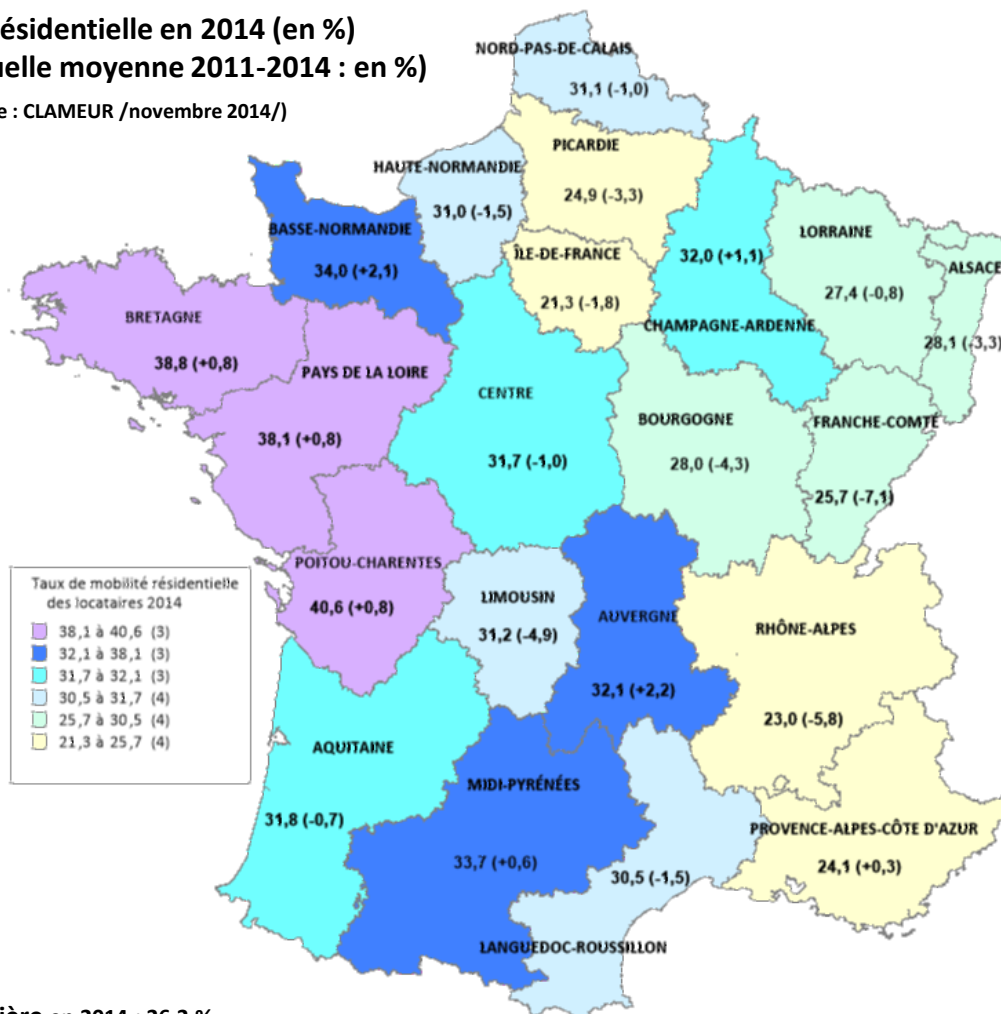 ésidentielle en 2014 (en %)
uelle moyenne 2011-2014 : en %)
e : CLAMEUR /novembre 2014/)
NORD-PAS-DE-CALAIS
31,1 (-1,0)
PICARDIE
24,9 (-3,3)
HAUTE-NORMANDIE
31,0 (-1,5)
BASSE-NORMANDIE
34,0 (+2,1)
ÎLE-DE-FRANCE
21,3 (-1,8)
32,0 (+1,1)
CHAMPAGNE-ARDENNE
LORRAINE
27,4 (-0,8)
ALSACE
28,1 (-3,3)
BRETAGNE
38,8 (+0,8)
PAYS DE LA LOIRE
38,1 (+0,8)
CENTRE
31,7 (-1,0)
BOURGOGNE
28,0 (-4,3)
FRANCHE-COMTÉ
25,7 (-7,1)
POITOU-CHARENTES
40,6 (+0,8)
LIMOUSIN
31,2 (-4,9)
AUVERGNE
32,1 (+2,2)
RHÔNE-ALPES
23,0 (-5,8)
Taux de mobilité résidentielle
des locataires 2014
38,1 à 40,6 (3)
32,1 à 38,1 (3)
31,7 à 32,1 (3)
30,5 à 31,7 (4)
25,7 à 30,5 (4)
21,3 à 25,7 (4)
AQUITAINE
31,8 (-0,7)
MIDI-PYRÉNÉES
33,7 (+0,6)
30,5 (-1,5)
LANGUEDOC-ROUSSILLON
PROVENCE-ALPES-CÔTE D'AZUR
24,1 (+0,3)